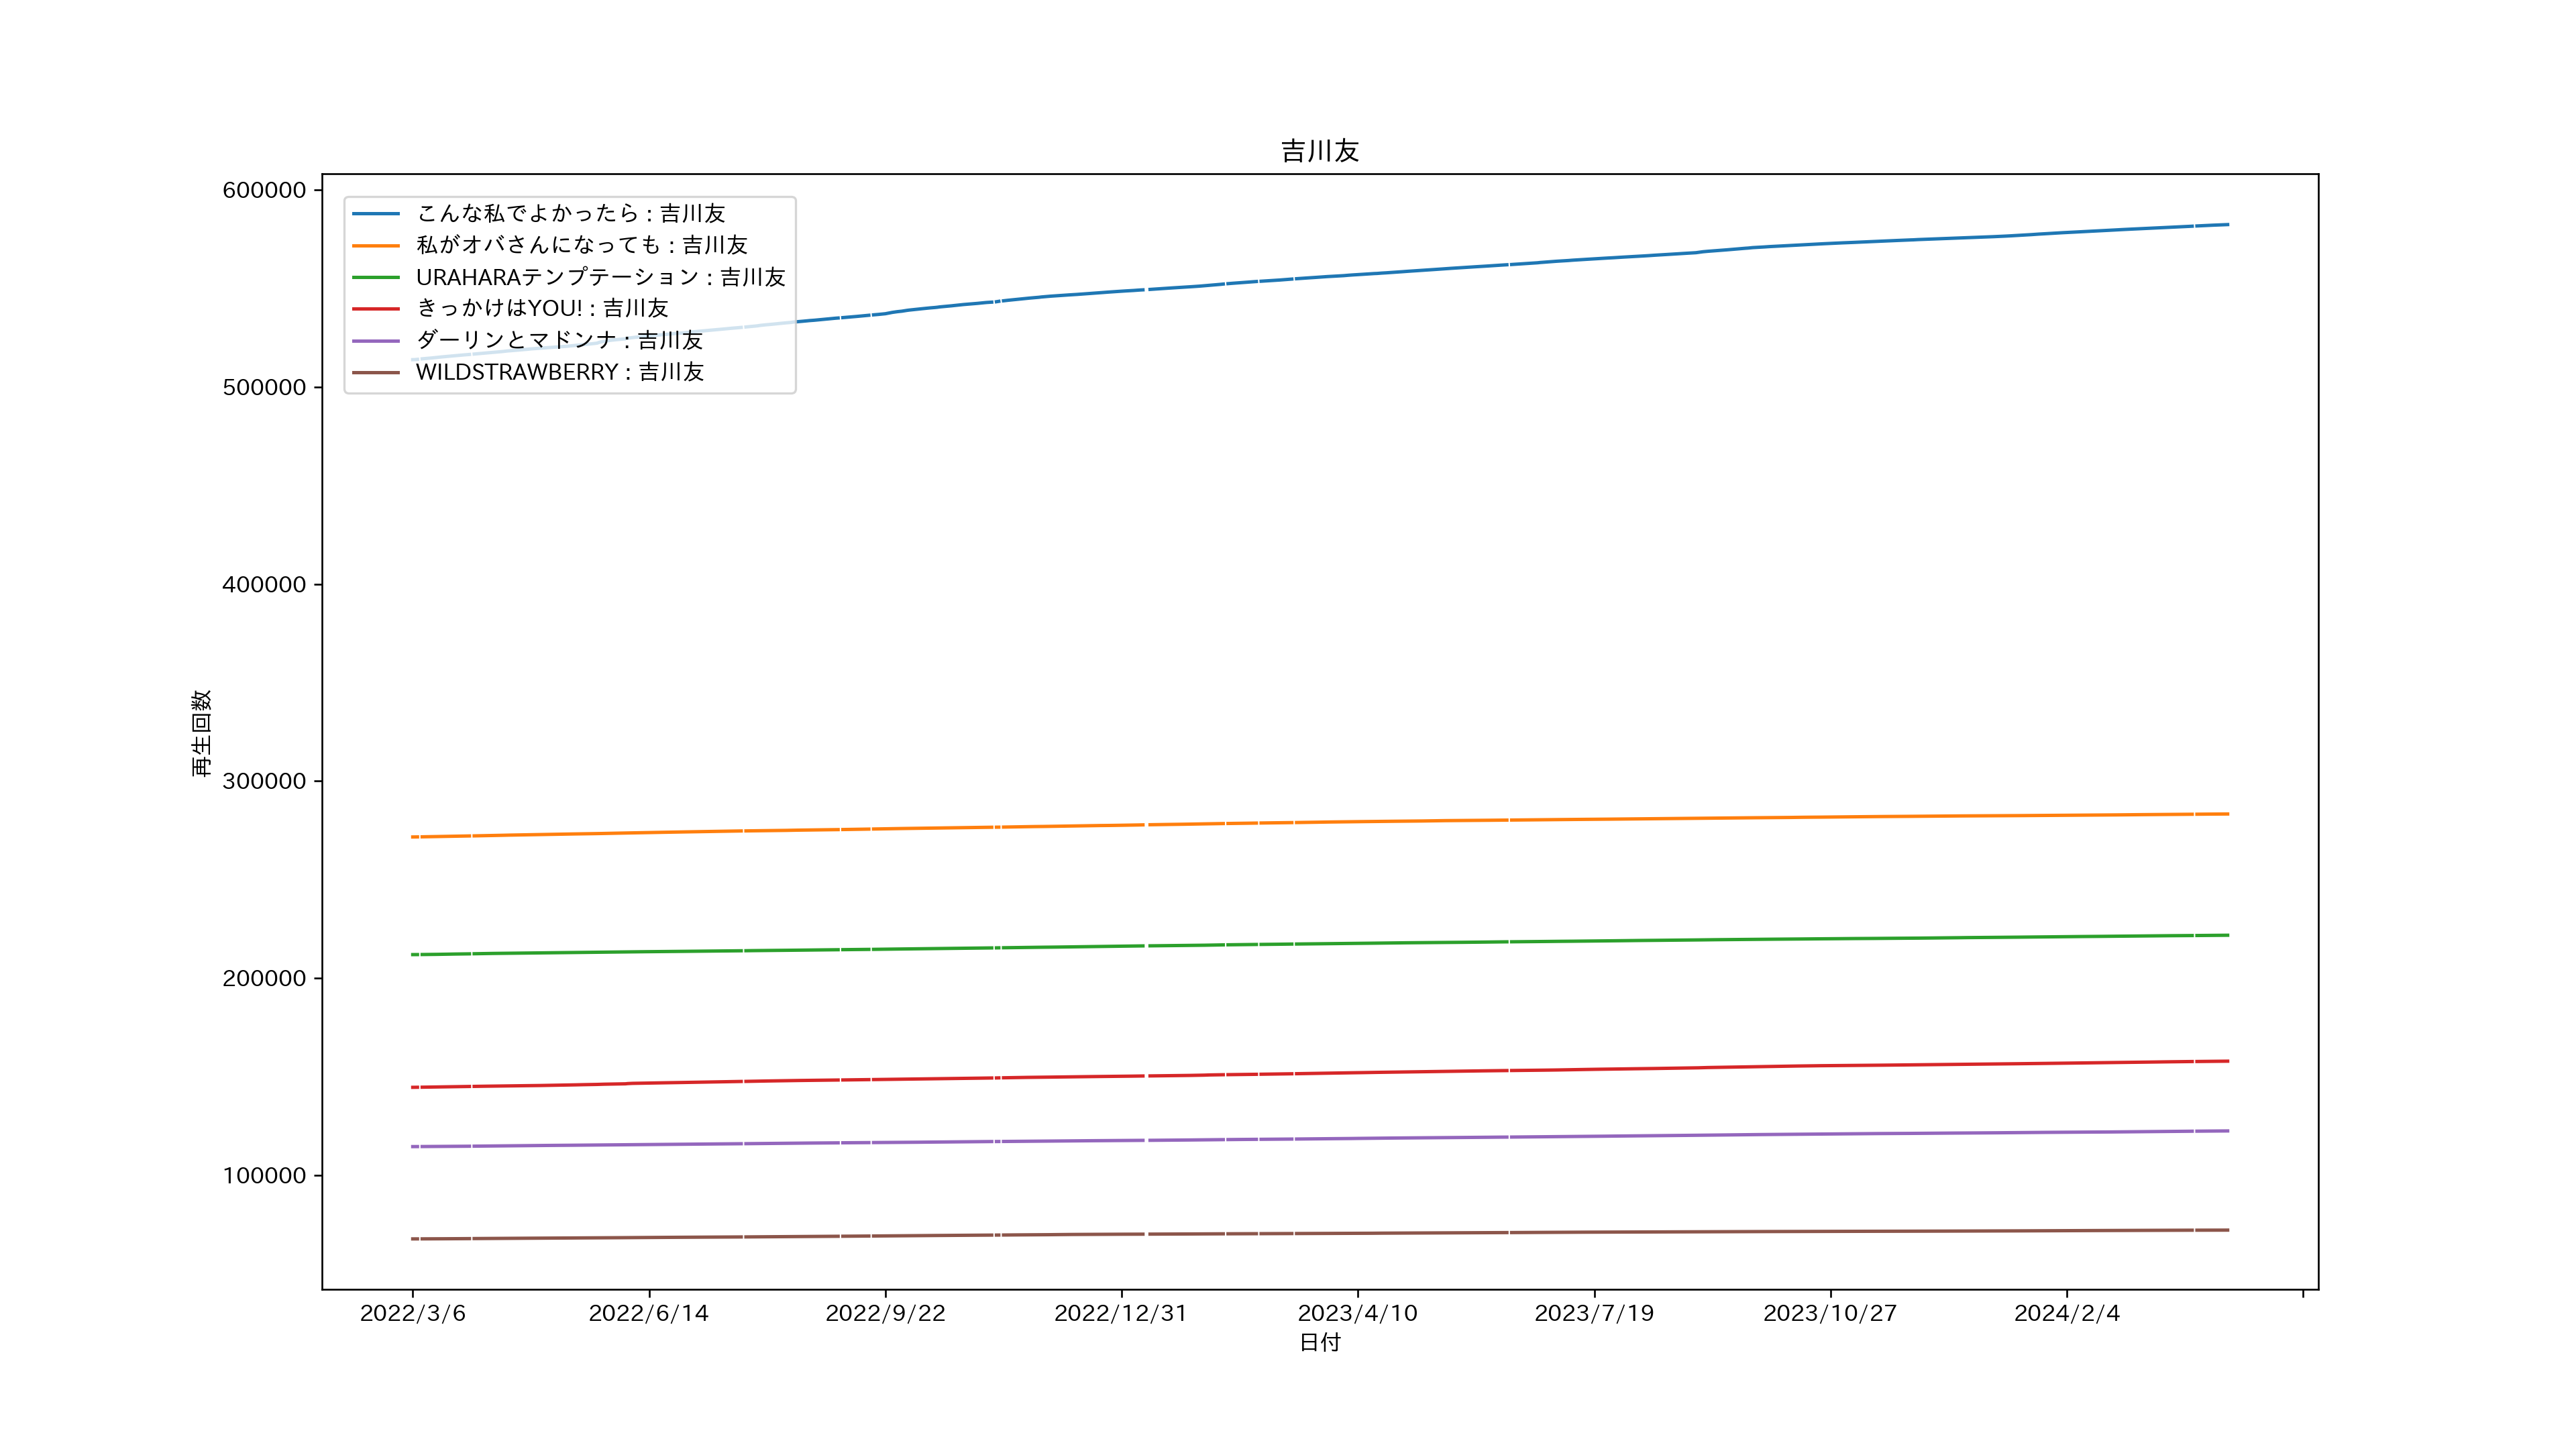 吉川友
600000
500000
400000
300000
200000
100000
再生回数
こんな私でよかったら : 吉川友
私がオバさんになっても : 吉川友
URAHARAテンプテーション : 吉川友
きっかけはYOU! : 吉川友
ダーリンとマドンナ : 吉川友
WILDSTRAWBERRY : 吉川友
2022/3/6 2022/6/14 2022/9/22 2022/12/31 2023/4/10 2023/7/19 2023/10/27 2024/2/4
日付